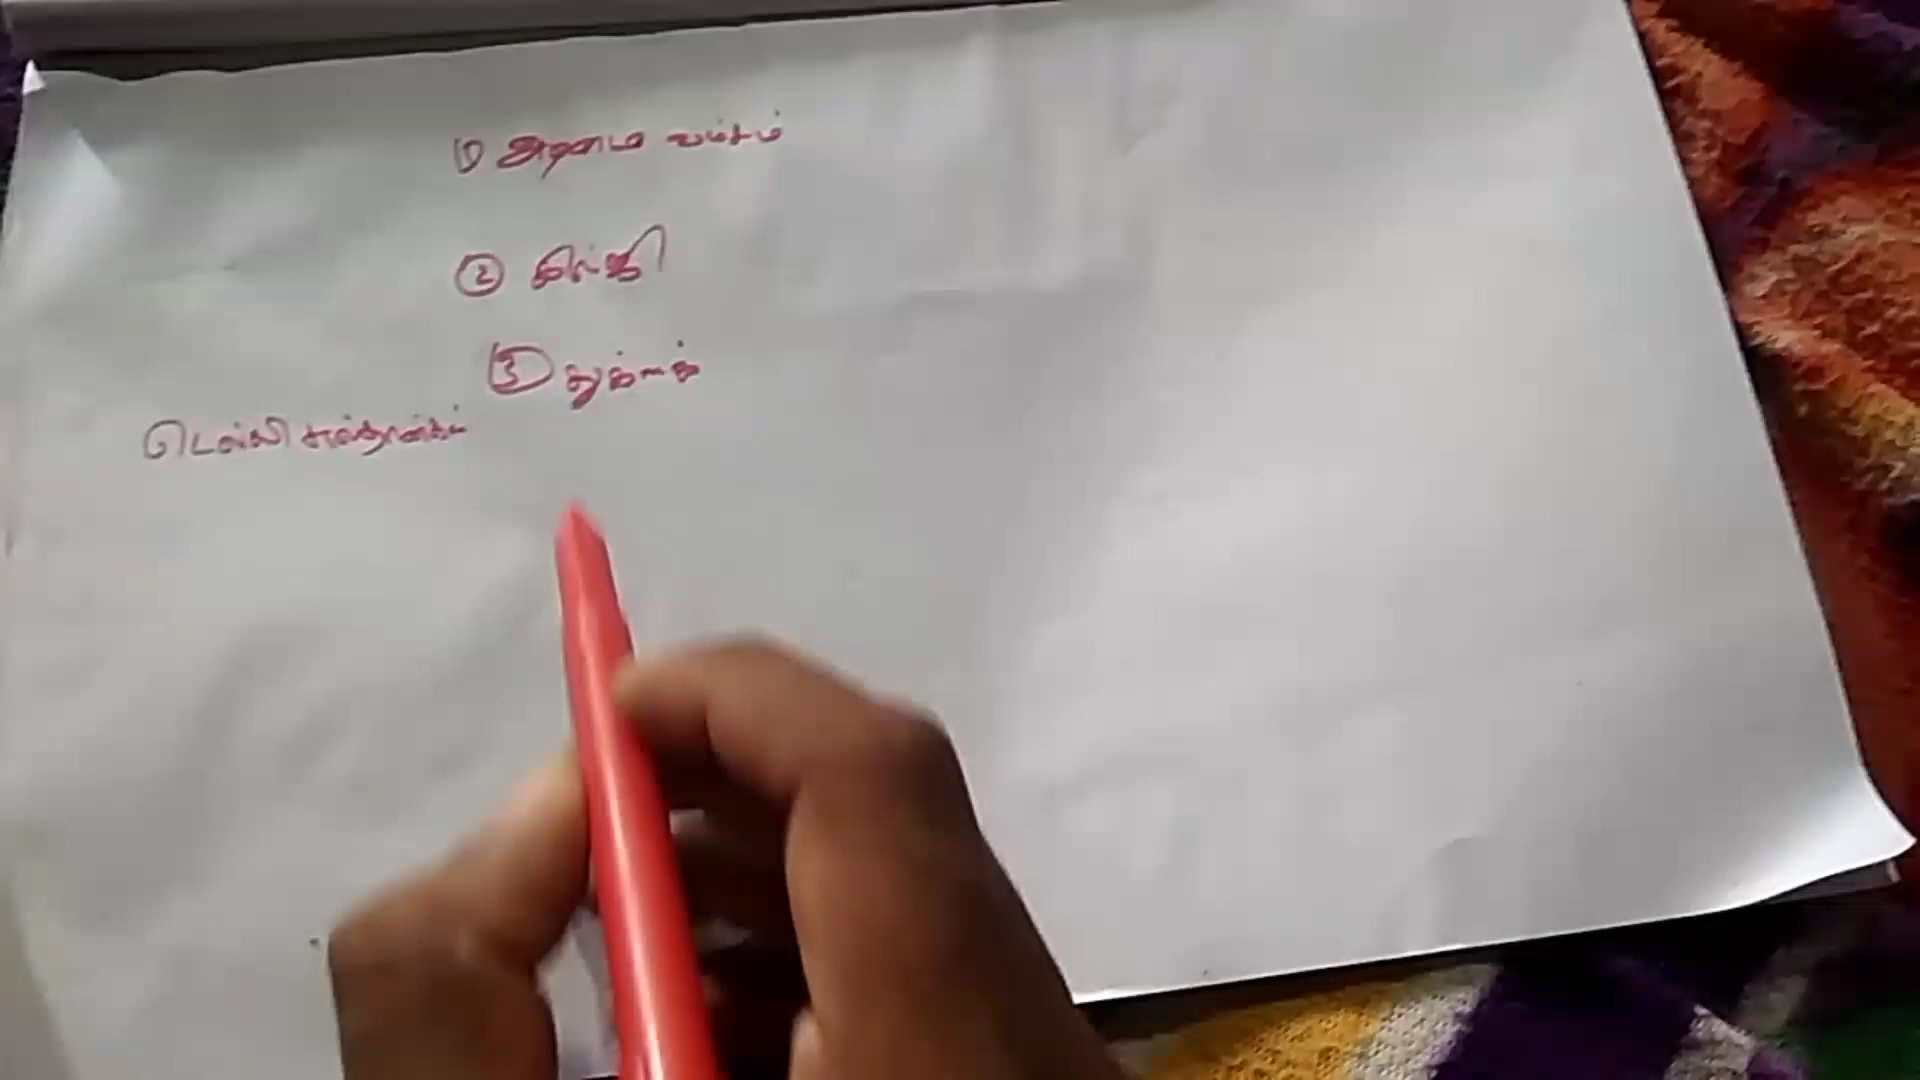 1) அடிமை வம்சம்
2 கில்ஜி
3 துக்ளக்
டெல்லி சுல்தான்கள்